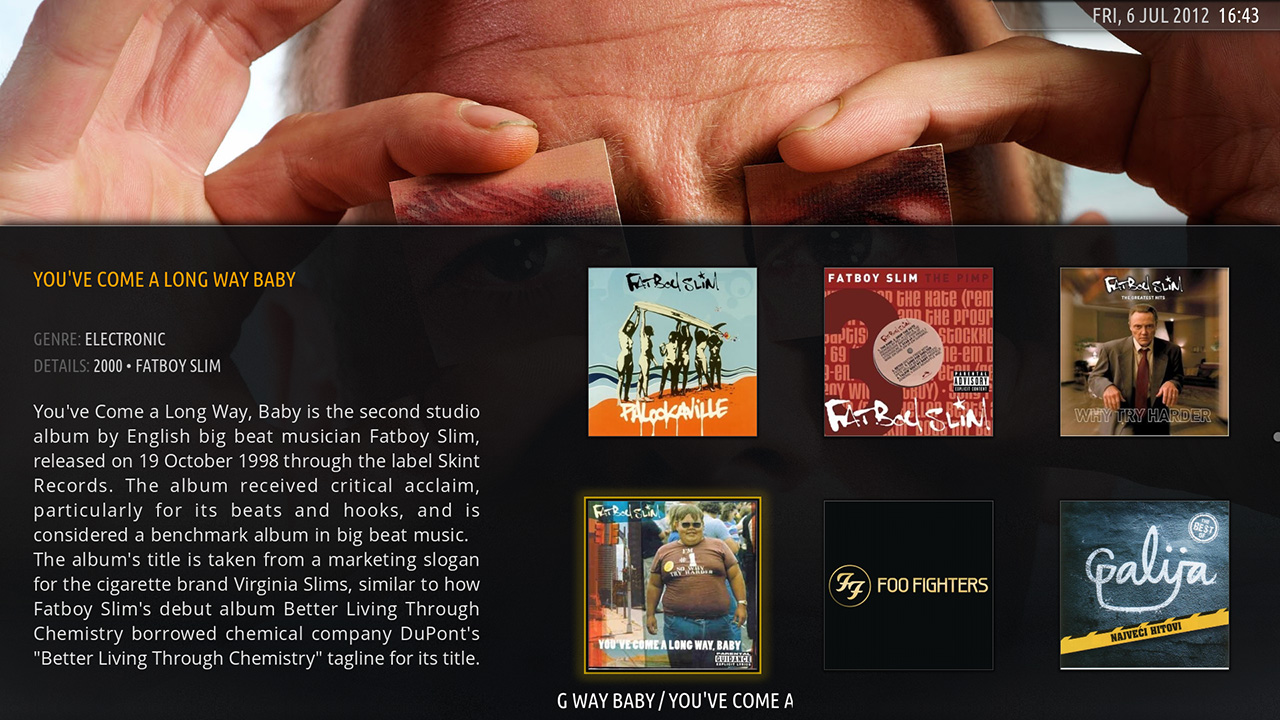 FRI, 6 JUL 2012 16:43
YOU'VE COME A LONG WAY BABY
GENRE: ELECTRONIC
DETAILS: 2000 • FATBOY SLIM
You've Come a Long Way, Baby is the second studio
album by English big beat musician Fatboy Slim,
released on 19 October 1998 through the label Skint
Records. The album received critical acclaim,
particularly for its beats and hooks, and is
considered a benchmark album in big beat music.
The album's title is taken from a marketing slogan
for the cigarette brand Virginia Slims, similar to how
Fatboy Slim's debut album Better Living Through
Chemistry borrowed chemical company DuPont's
"Better Living Through Chemistry" tagline for its title.
FATBOY SLIM
PALOOKAVILLE
FATBOY SLIM THE PIMP
PARENTAL
ADVISORY
EXPLICIT CONTENT
FATBOY SLIM
FATBOY SLIM
THE GREATEST HITS
WHY TRY HARDER
FATBOY SLIM
I'M
#1
SO WHY
TRY HARDER
YOU'VE COME A LONG WAY, BABY
PARENTAL
GUIDANCE
EXPLICIT LYRICS
FF FOO FIGHTERS
THE
BEST
OF
Galija
NAJVEĆI HITOVI
G WAY BABY / YOU'VE COME A